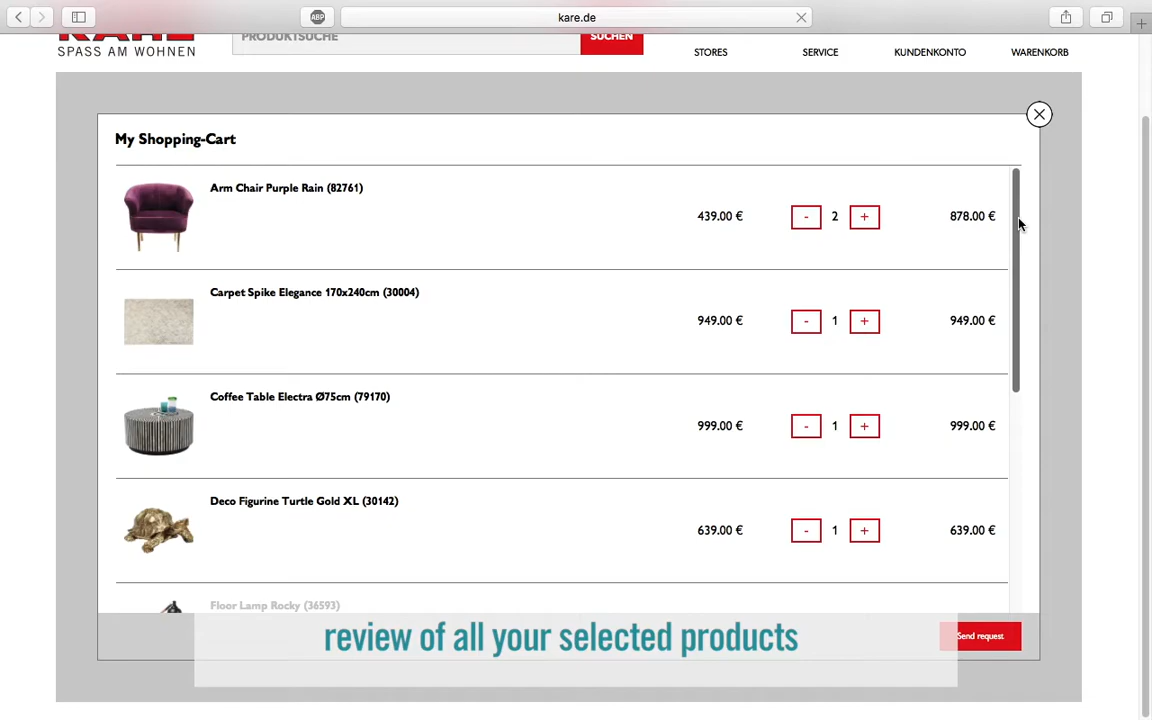 kare.de
KARE
SPASS AM WOHNEN
PRODUKTSUCHE
SUCHEN
STORES
SERVICE
KUNDENKONTO
WARENKORB
ABP
My Shopping-Cart
Arm Chair Purple Rain (82761)
439.00 € - 2 + 878.00 €
Carpet Spike Elegance 170x240cm (30004)
949.00 € - 1 + 949.00 €
Coffee Table Electra Ø75cm (79170)
999.00 € - 1 + 999.00 €
Deco Figurine Turtle Gold XL (30142)
639.00 € - 1 + 639.00 €
Floor Lamp Rocky (36593)
review of all your selected products
Send request